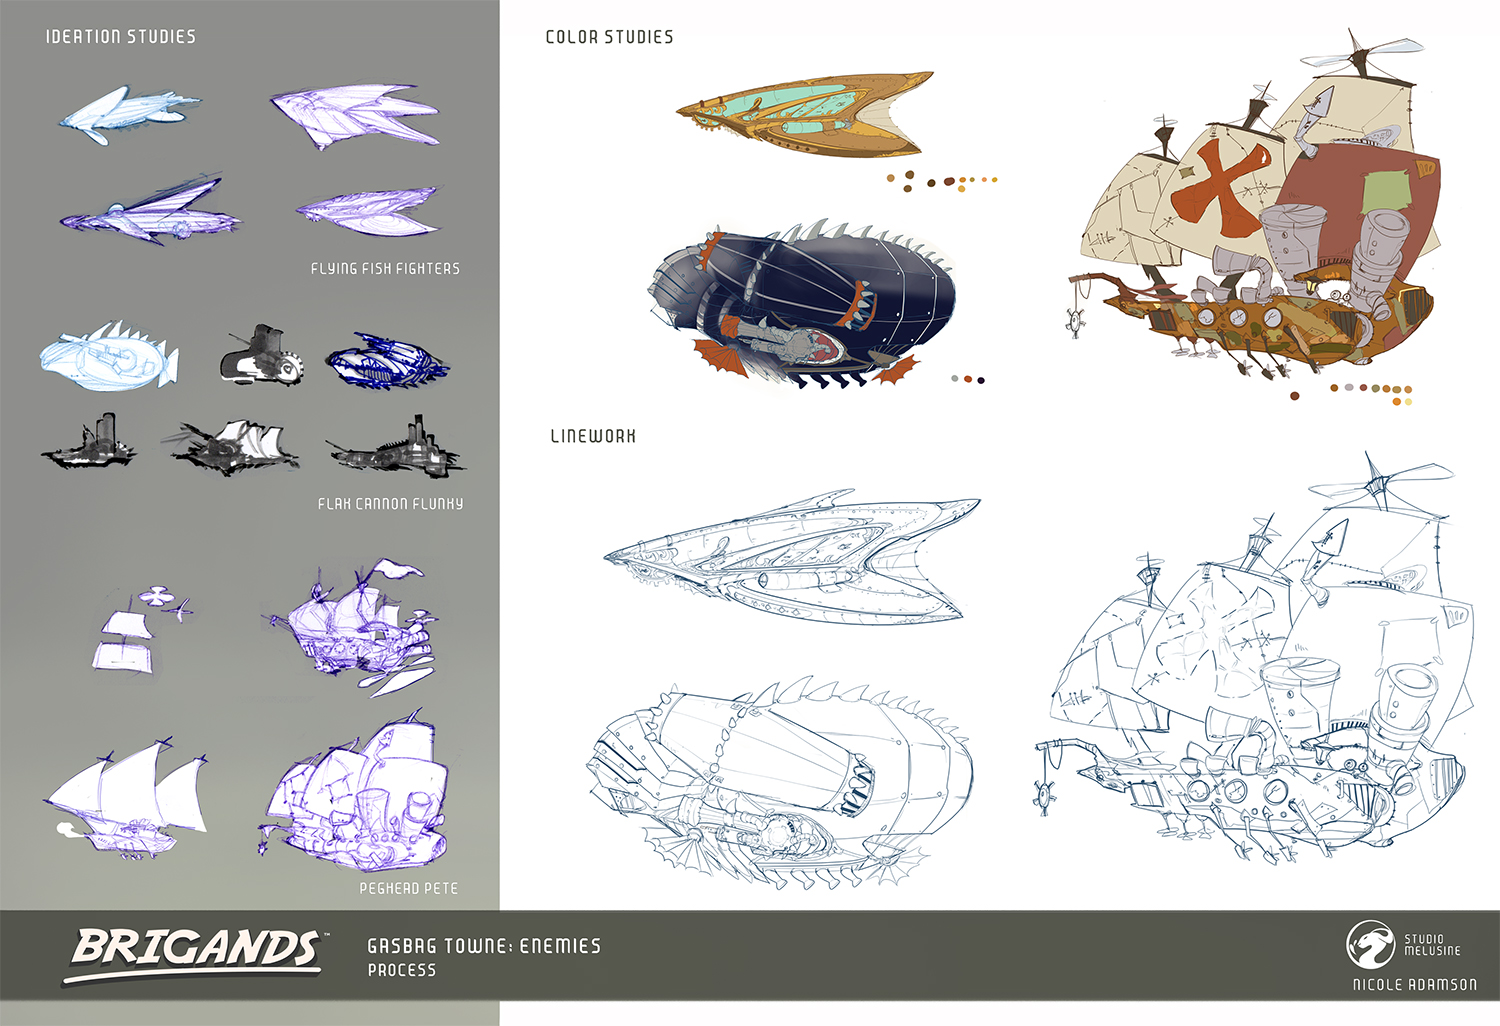 IDEATION STUDIES
FLYING FISH FIGHTERS
FLAK CANNON FLUNKY
PEGHEAD PETE
COLOR STUDIES
LINEWORK
BRIGANDS™
GASBAG TOWNE: ENEMIES
PROCESS
STUDIO
MELUSINE
NICOLE ADAMSON